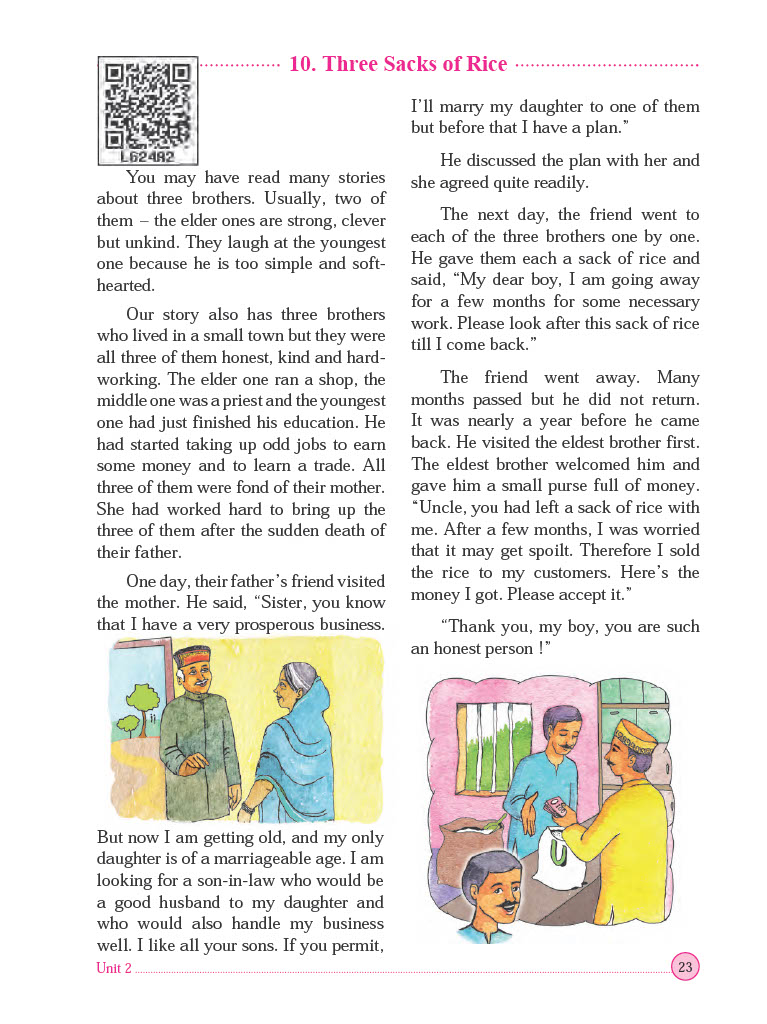 10. Three Sacks of Rice
L624A2
You may have read many stories
about three brothers. Usually, two of
them – the elder ones are strong, clever
but unkind. They laugh at the youngest
one because he is too simple and soft-
hearted.
Our story also has three brothers
who lived in a small town but they were
all three of them honest, kind and hard-
working. The elder one ran a shop, the
middle one was a priest and the youngest
one had just finished his education. He
had started taking up odd jobs to earn
some money and to learn a trade. All
three of them were fond of their mother.
She had worked hard to bring up the
three of them after the sudden death of
their father.
One day, their father’s friend visited
the mother. He said, “Sister, you know
that I have a very prosperous business.
But now I am getting old, and my only
daughter is of a marriageable age. I am
looking for a son-in-law who would be
a good husband to my daughter and
who would also handle my business
well. I like all your sons. If you permit,
I’ll marry my daughter to one of them
but before that I have a plan.”
He discussed the plan with her and
she agreed quite readily.
The next day, the friend went to
each of the three brothers one by one.
He gave them each a sack of rice and
said, “My dear boy, I am going away
for a few months for some necessary
work. Please look after this sack of rice
till I come back.”
The friend went away. Many
months passed but he did not return.
It was nearly a year before he came
back. He visited the eldest brother first.
The eldest brother welcomed him and
gave him a small purse full of money.
“Uncle, you had left a sack of rice with
me. After a few months, I was worried
that it may get spoilt. Therefore I sold
the rice to my customers. Here’s the
money I got. Please accept it.”
“Thank you, my boy, you are such
an honest person !”
Unit 2
23